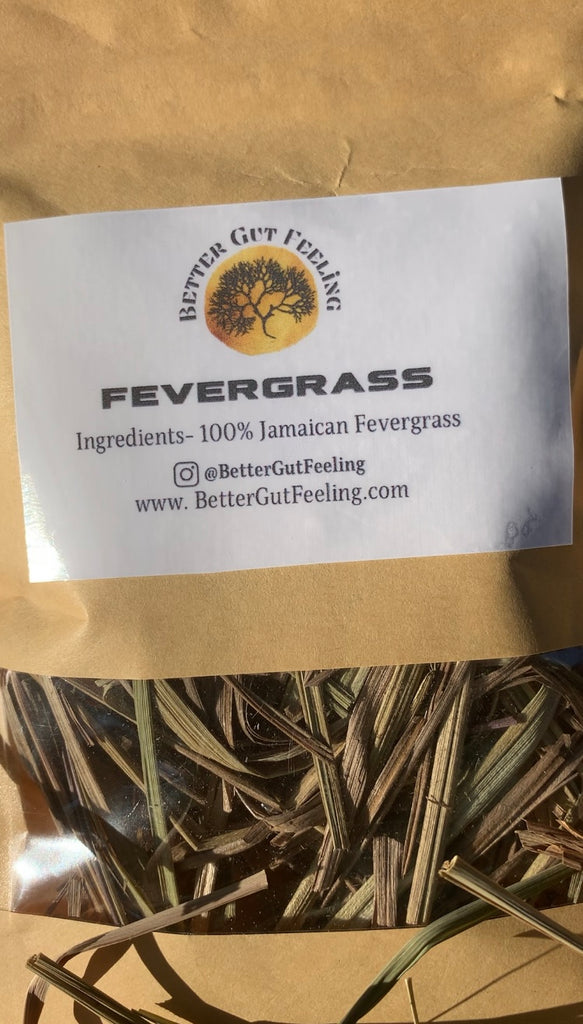 BETTER GUT FEELING
FEVERGRASS
Ingredients- 100% Jamaican Fevergrass
@BetterGutFeeling
www. BetterGutFeeling.com